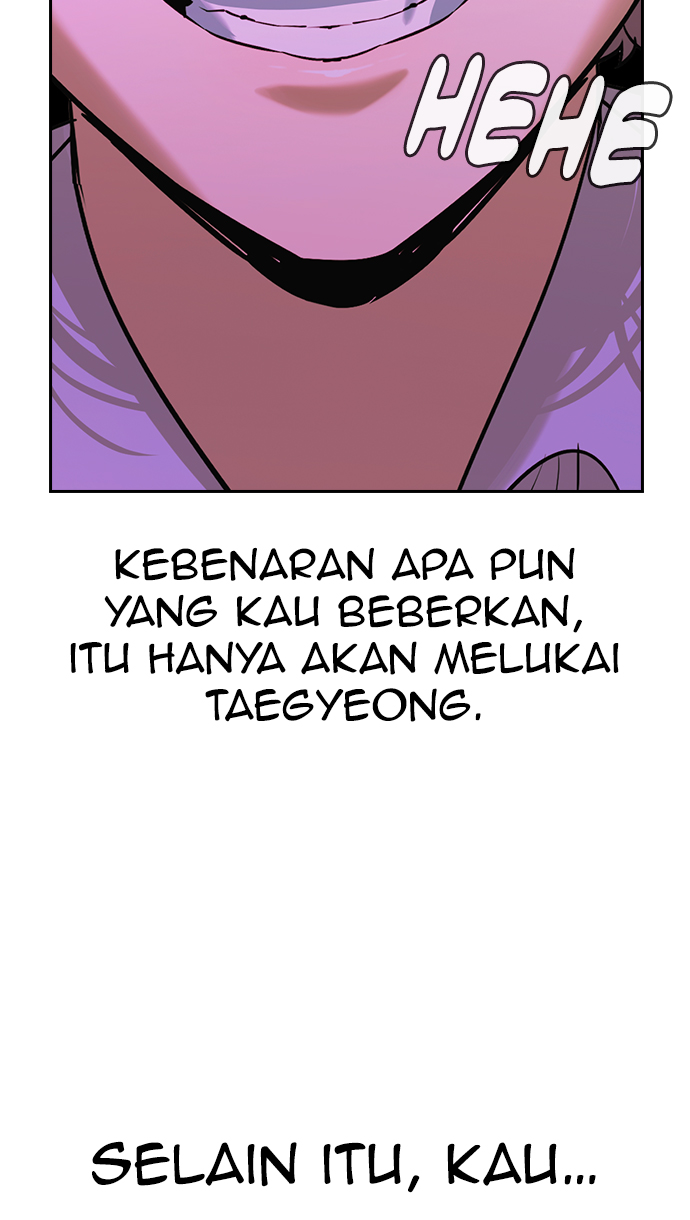 HEHE
KEBENARAN APA PUN
YANG KAU BEBERKAN,
ITU HANYA AKAN MELUKAI
TAEGYEONG.
SELAIN ITU, KAU...